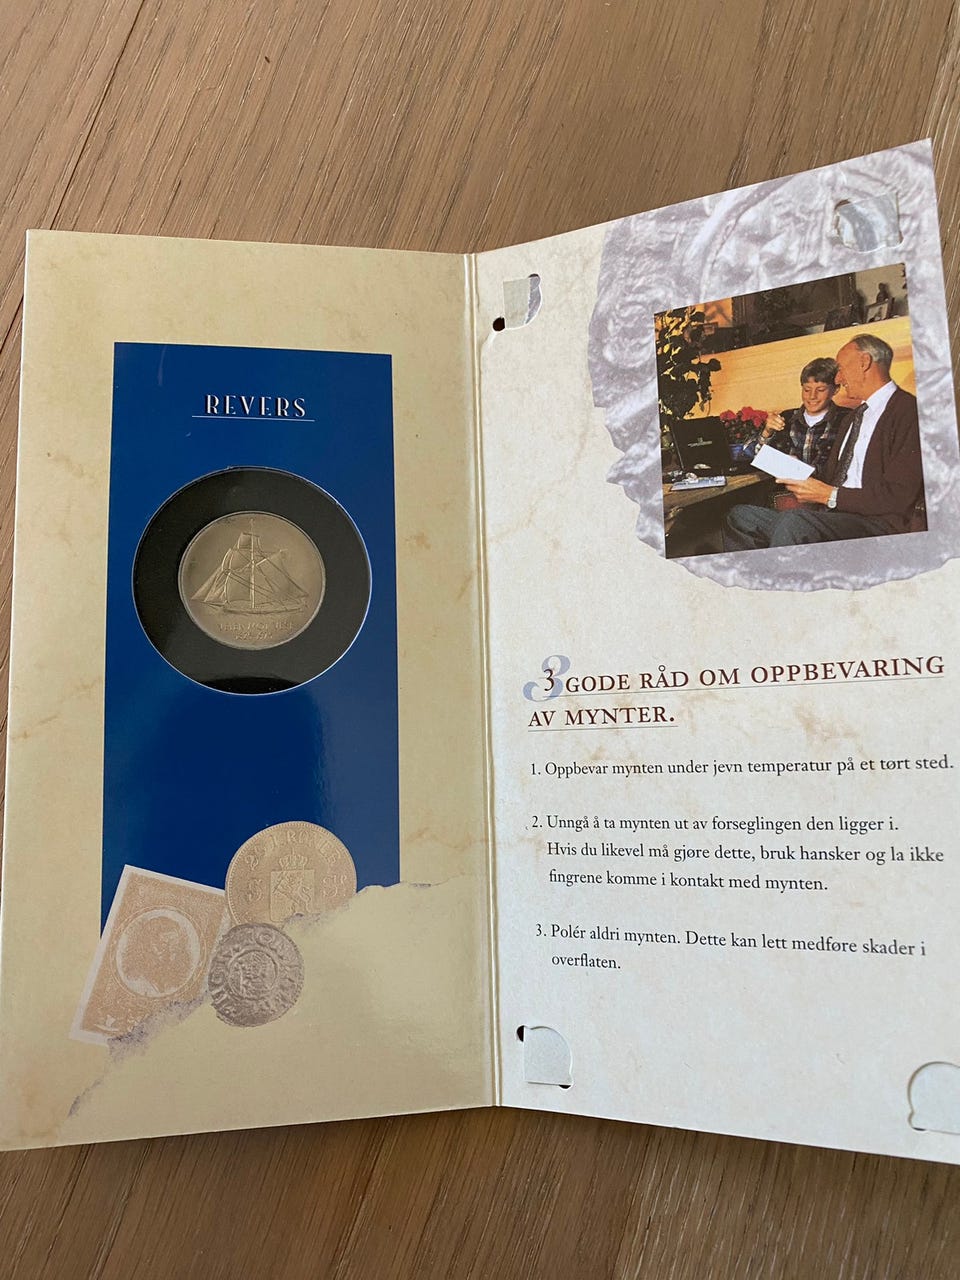 REVERS
3 GODE RÅD OM OPPBEVARING
AV MYNTER.
1. Oppbevar mynten under jevn temperatur på et tørt sted.
2. Unngå å ta mynten ut av forseglingen den ligger i.
Hvis du likevel må gjøre dette, bruk hansker og la ikke
fingrene komme i kontakt med mynten.
3. Polér aldri mynten. Dette kan lett medføre skader i
overflaten.